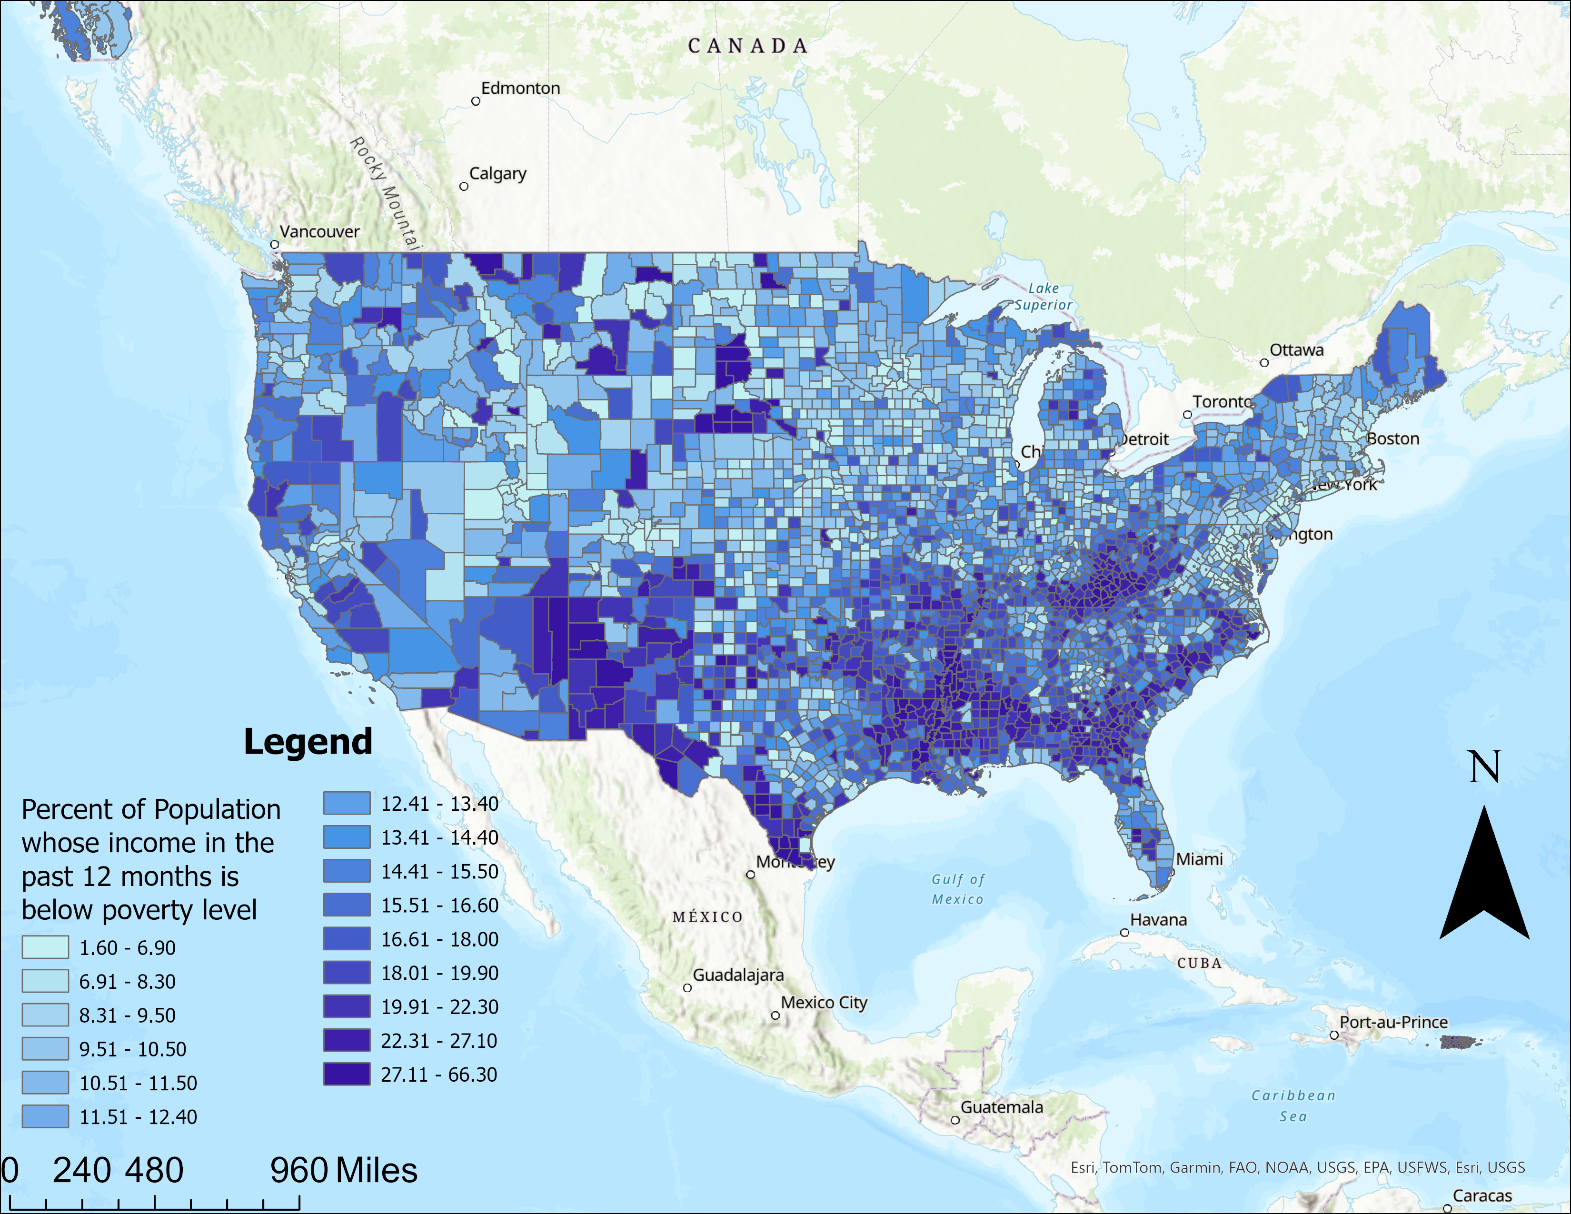 CANADA
Edmonton
Rocky Mountai
Calgary
Vancouver
Lake
Superior
Ottawa
Toronto
Detroit
Boston
Chi
New York
ngton
Legend
Percent of Population
whose income in the
past 12 months is
below poverty level
1.60 - 6.90
6.91 - 8.30
8.31 - 9.50
9.51 - 10.50
10.51 - 11.50
11.51 - 12.40
12.41 - 13.40
13.41 - 14.40
14.41 - 15.50
15.51 - 16.60
16.61 - 18.00
18.01 - 19.90
19.91 - 22.30
22.31 - 27.10
27.11 - 66.30
N
Miami
Monterrey
Gulf of
Mexico
MÉXICO
Havana
CUBA
Guadalajara
Mexico City
Port-au-Prince
Guatemala
Caribbean
Sea
0 240 480 960 Miles
Esri, TomTom, Garmin, FAO, NOAA, USGS, EPA, USFWS, Esri, USGS
Caracas